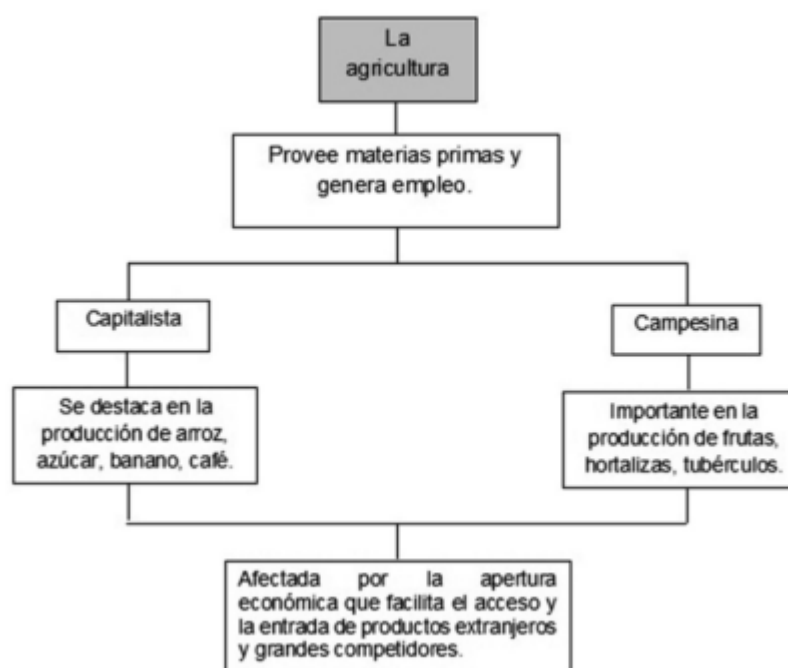 La
agricultura
Provee materias primas y
genera empleo.
Capitalista
Campesina
Se destaca en la
producción de arroz,
azúcar, banano, café.
Importante en la
producción de frutas,
hortalizas, tubérculos.
Afectada por la apertura
económica que facilita el acceso y
la entrada de productos extranjeros
y grandes competidores.